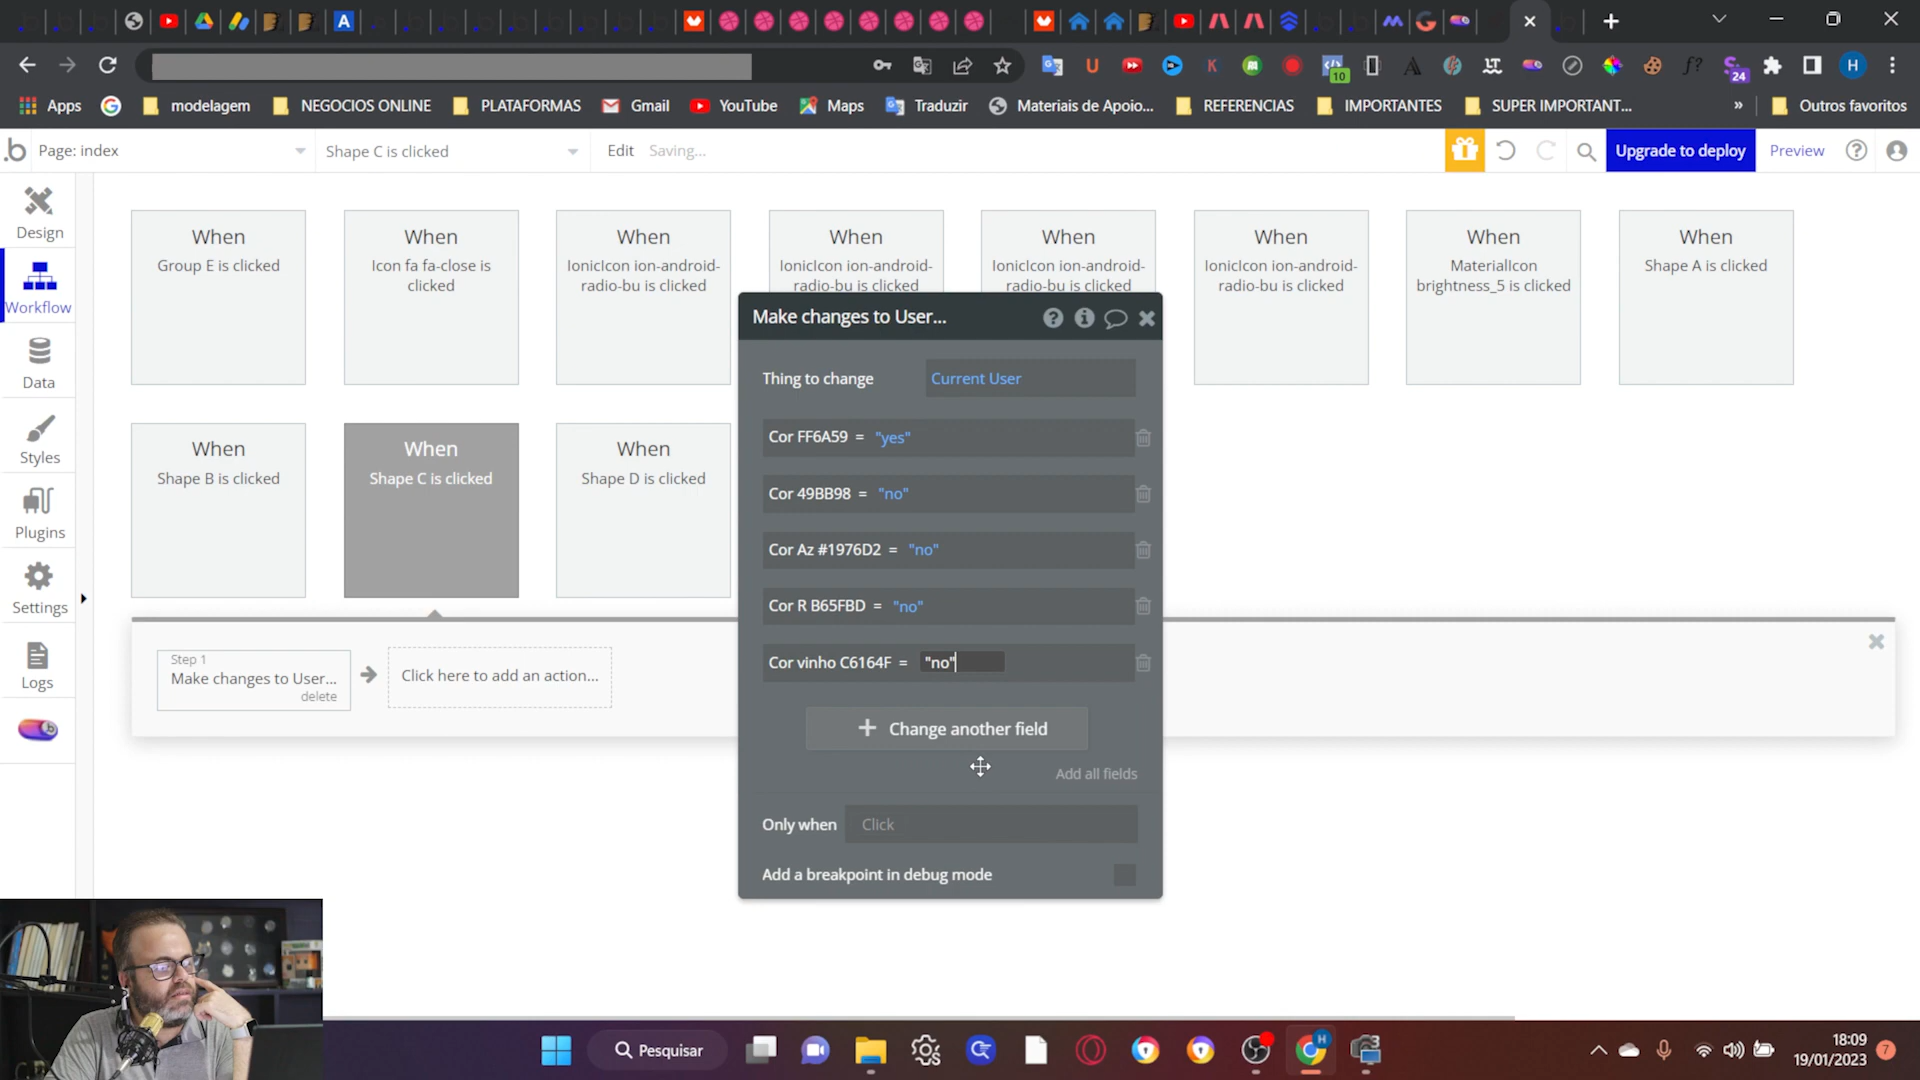 Apps
modelagem
NEGOCIOS ONLINE
PLATAFORMAS
Gmail
YouTube
Maps
Traduzir
Materiais de Apoio...
REFERENCIAS
IMPORTANTES
SUPER IMPORTANT...
»
Outros favoritos
Page: index
Shape C is clicked
Edit
Saving...
Upgrade to deploy
Preview
Design
Workflow
Data
Styles
Plugins
Settings
Logs
When
Group E is clicked
When
Icon fa fa-close is
clicked
When
IonicIcon ion-android-
radio-bu is clicked
When
IonicIcon ion-android-
radio-bu is clicked
When
IonicIcon ion-android-
radio-bu is clicked
When
IonicIcon ion-android-
radio-bu is clicked
When
MaterialIcon
brightness_5 is clicked
When
Shape A is clicked
When
Shape B is clicked
When
Shape C is clicked
When
Shape D is clicked
Make changes to User...
Thing to change
Current User
Cor FF6A59 = "yes"
Cor 49BB98 = "no"
Cor Az #1976D2 = "no"
Cor R B65FBD = "no"
Cor vinho C6164F = "no"
+ Change another field
Add all fields
Only when
Click
Add a breakpoint in debug mode
Step 1
Make changes to User...
delete
Click here to add an action...
Pesquisar
18:09
19/01/2023
7
10
24
H